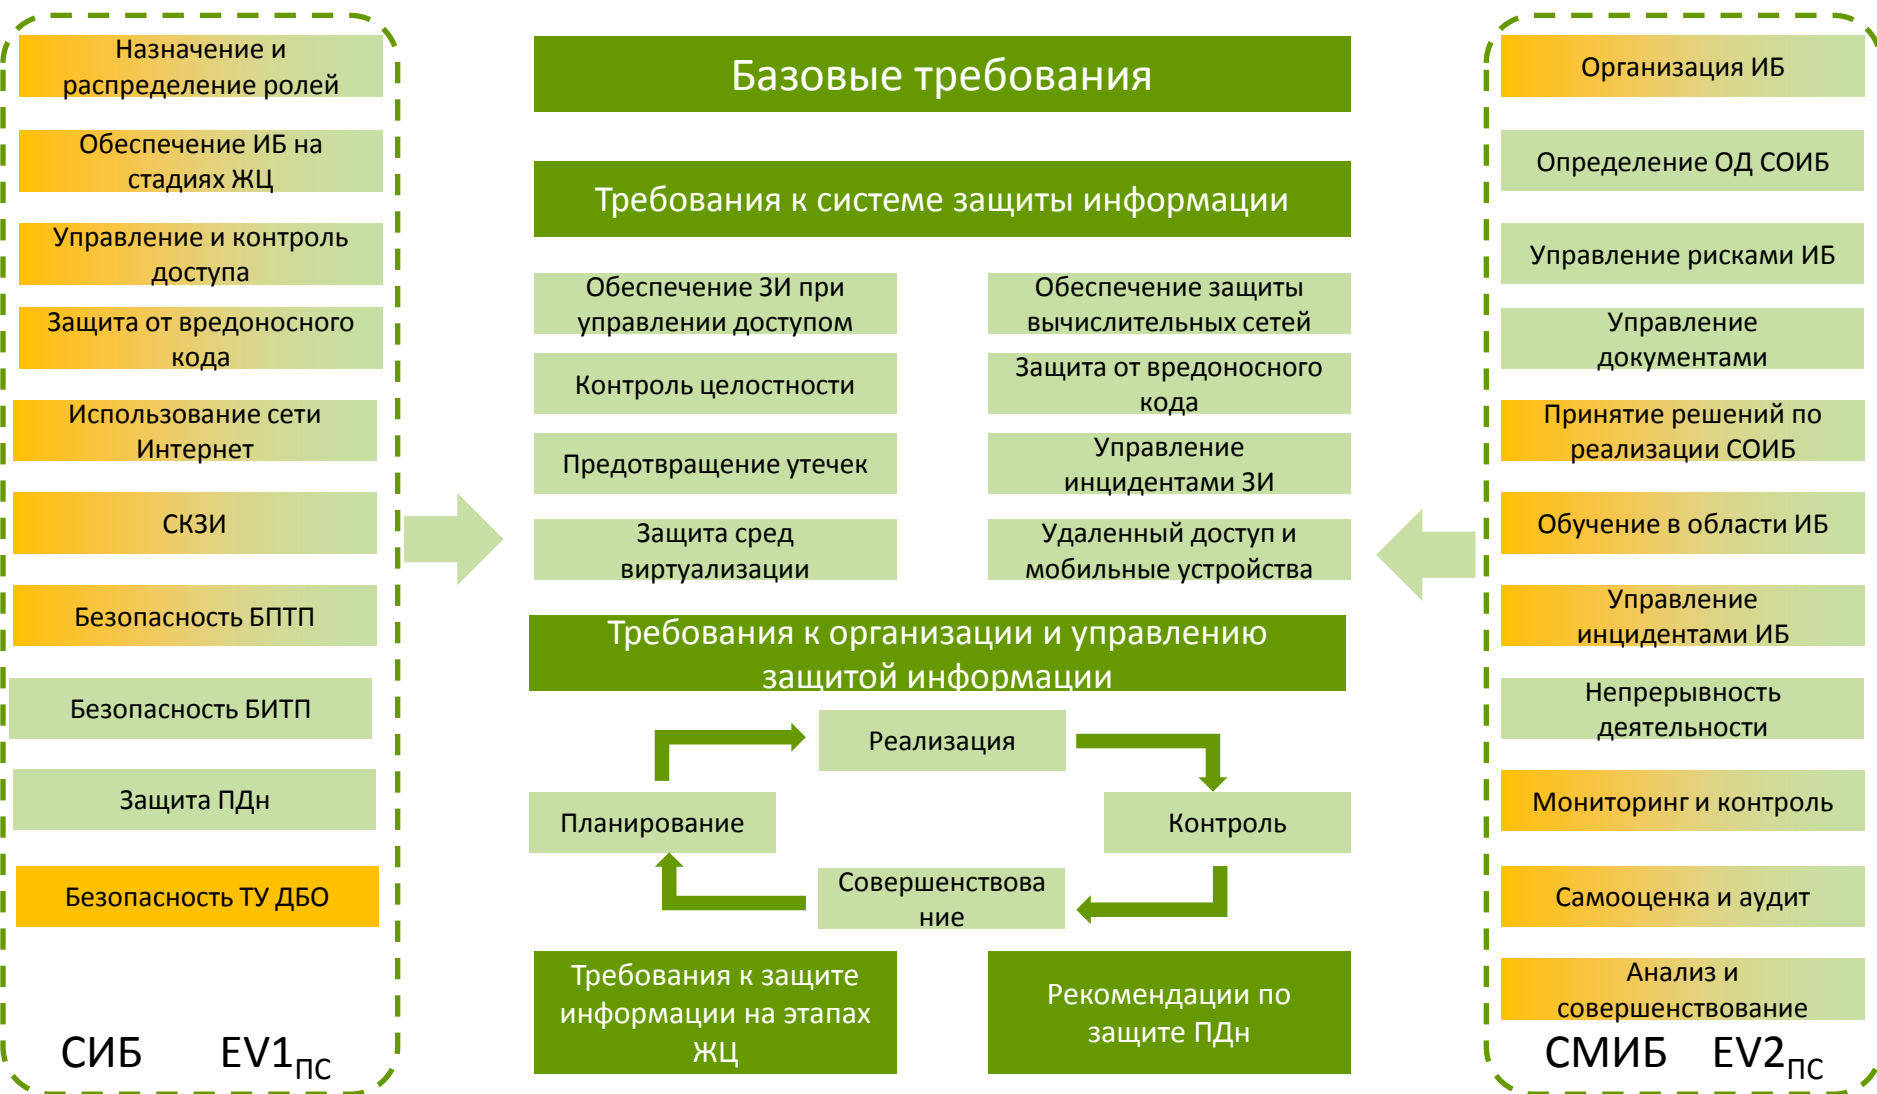 Назначение и
распределение ролей
Обеспечение ИБ на
стадиях ЖЦ
Управление и контроль
доступа
Защита от вредоносного
кода
Использование сети
Интернет
СКЗИ
Безопасность БПТП
Безопасность БИТП
Защита ПДн
Безопасность ТУ ДБО
СИБ EV1ПС
Базовые требования
Требования к системе защиты информации
Обеспечение ЗИ при
управлении доступом
Обеспечение защиты
вычислительных сетей
Контроль целостности
Защита от вредоносного
кода
Предотвращение утечек
Управление
инцидентами ЗИ
Защита сред
виртуализации
Удаленный доступ и
мобильные устройства
Требования к организации и управлению
защитой информации
Реализация
Планирование
Контроль
Совершенствова
ние
Требования к защите
информации на этапах
ЖЦ
Рекомендации по
защите ПДн
Организация ИБ
Определение ОД СОИБ
Управление рисками ИБ
Управление
документами
Принятие решений по
реализации СОИБ
Обучение в области ИБ
Управление
инцидентами ИБ
Непрерывность
деятельности
Мониторинг и контроль
Самооценка и аудит
Анализ и
совершенствование
СМИБ EV2ПС